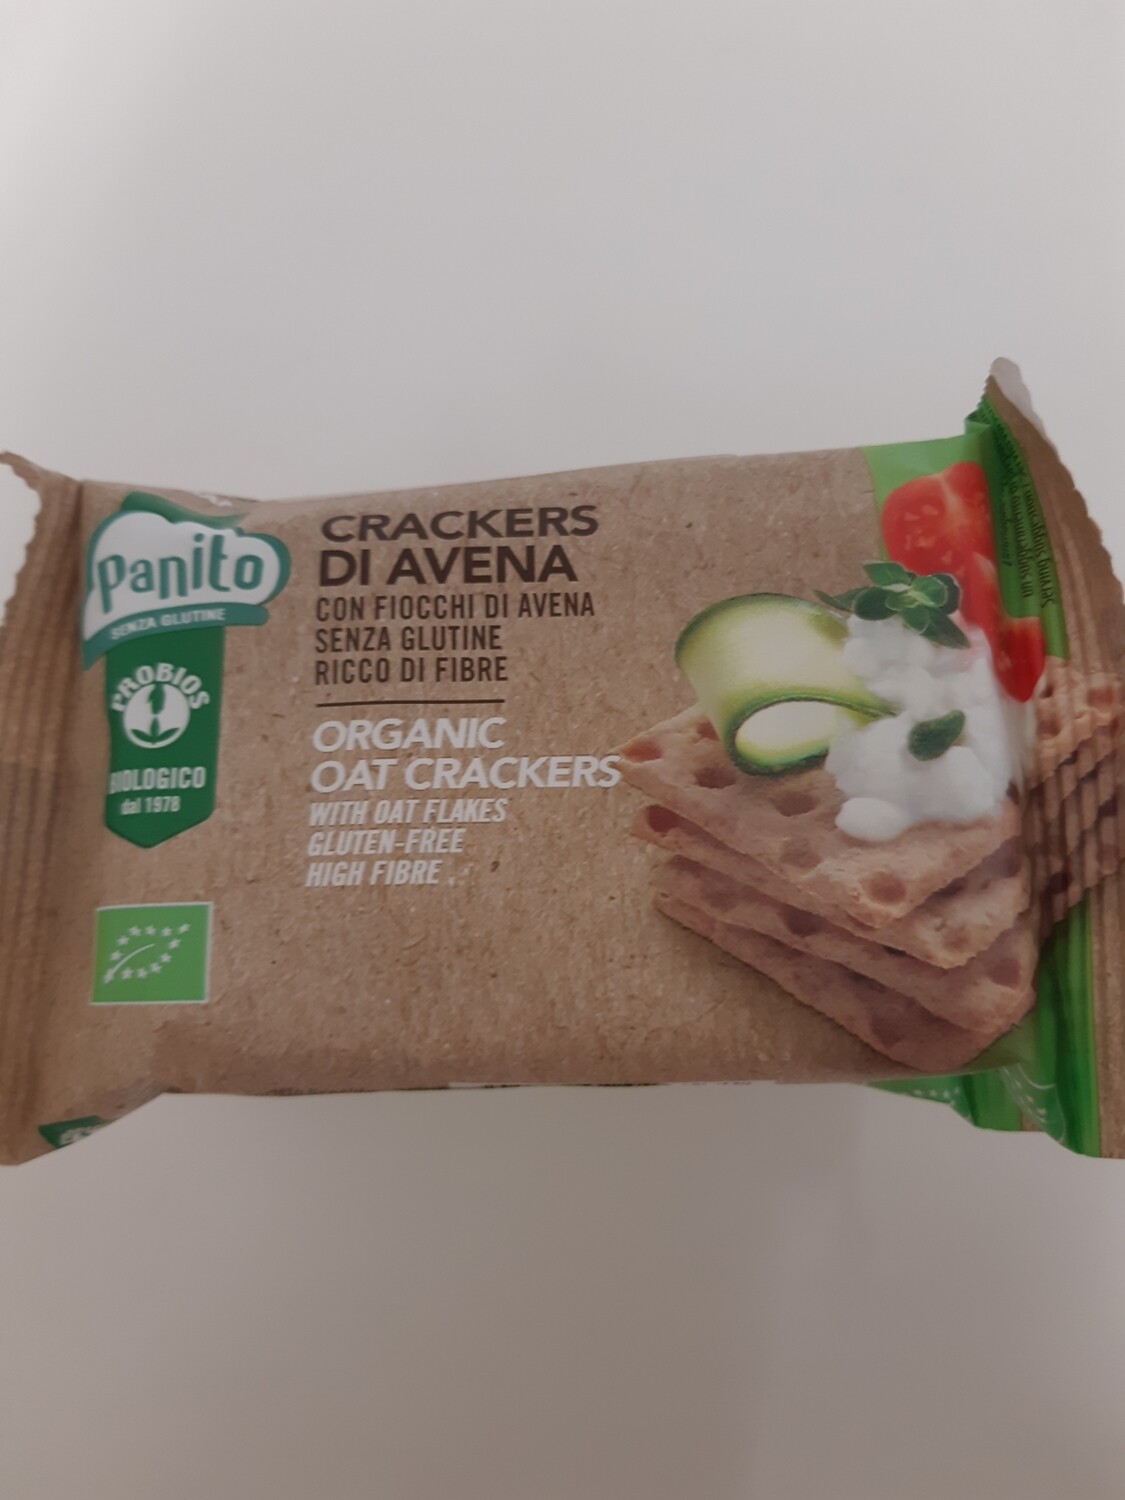 Panito
SENZA GLUTINE
PROBIOS
BIOLOGICO
dal 1978
CRACKERS
DI AVENA
CON FIOCCHI DI AVENA
SENZA GLUTINE
RICCO DI FIBRE
ORGANIC
OAT CRACKERS
WITH OAT FLAKES
GLUTEN-FREE
HIGH FIBRE